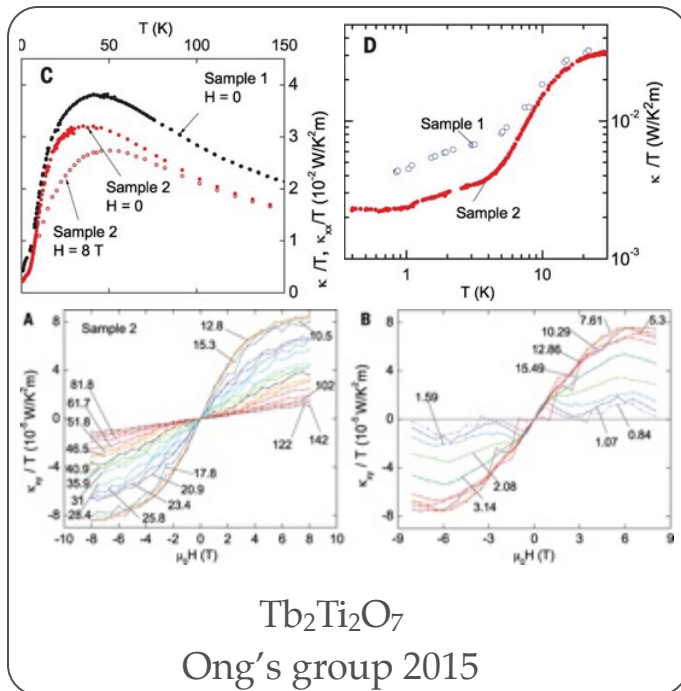 T (K)
0 50 100 150
C
Sample 1
H = 0
Sample 2
H = 0
Sample 2
H = 8 T
4
3
2
1
0
κ /T, κxx/T (10⁻² W/K²m)
D
Sample 1
Sample 2
10⁻²
10⁻³
κ /T (W/K²m)
1 10
T (K)
A Sample 2
12.8
15.3
10.5
81.8
61.7
51.8
46.5
40.9
35.9
31
28.4
102
122
142
17.8
20.9
23.4
25.8
8
4
0
-4
-8
κxy / T (10⁻⁵ W/K²m)
-10 -8 -6 -4 -2 0 2 4 6 8 10
μ₀H (T)
B
7.61
5.3
10.29
12.86
15.49
1.59
1.07
0.84
2.08
3.14
8
4
0
-4
-8
κxy / T (10⁻⁵ W/K²m)
-6 -3 0 3 6 9
μ₀H (T)
Tb₂Ti₂O₇
Ong’s group 2015